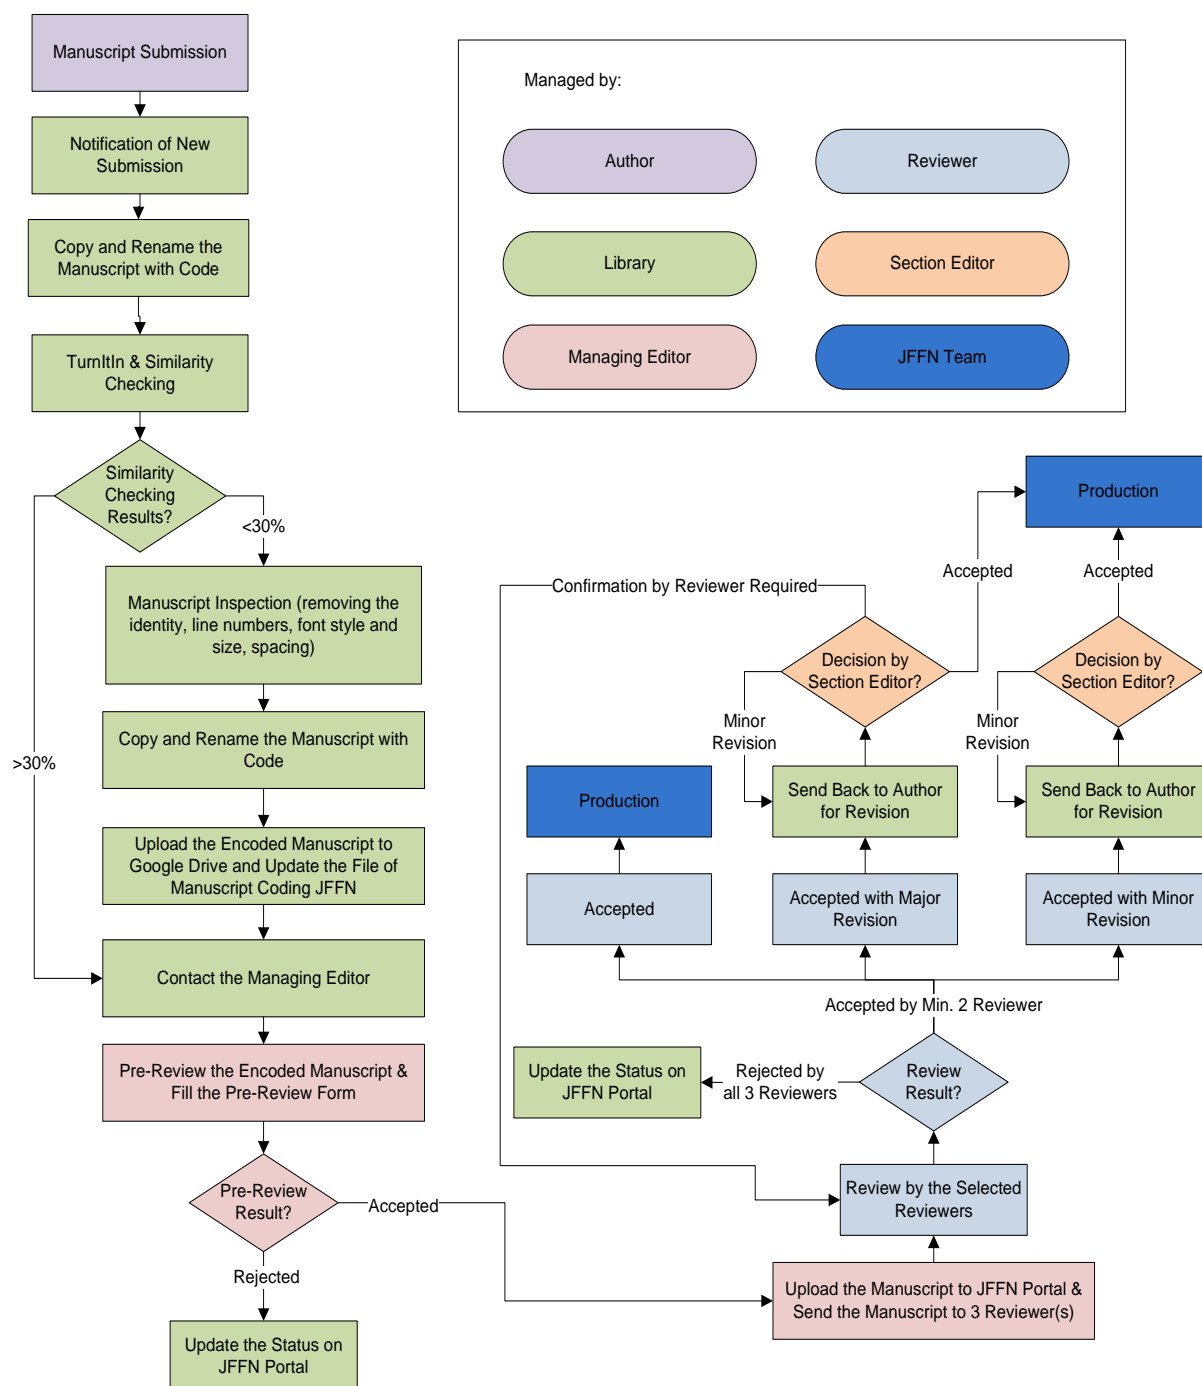 Manuscript Submission
Notification of New
Submission
Copy and Rename the
Manuscript with Code
TurnItIn & Similarity
Checking
Similarity
Checking
Results?
<30%
>30%
Manuscript Inspection (removing the
identity, line numbers, font style and
size, spacing)
Copy and Rename the Manuscript with
Code
Upload the Encoded Manuscript to
Google Drive and Update the File of
Manuscript Coding JFFN
Contact the Managing Editor
Pre-Review the Encoded Manuscript &
Fill the Pre-Review Form
Pre-Review
Result?
Accepted
Rejected
Update the Status on
JFFN Portal
Managed by:
Author
Reviewer
Library
Section Editor
Managing Editor
JFFN Team
Production
Confirmation by Reviewer Required
Accepted
Accepted
Decision by
Section Editor?
Decision by
Section Editor?
Minor
Revision
Minor
Revision
Production
Send Back to Author
for Revision
Send Back to Author
for Revision
Accepted
Accepted with Major
Revision
Accepted with Minor
Revision
Accepted by Min. 2 Reviewer
Update the Status on
JFFN Portal
Rejected by
all 3 Reviewers
Review
Result?
Review by the Selected
Reviewers
Upload the Manuscript to JFFN Portal &
Send the Manuscript to 3 Reviewer(s)